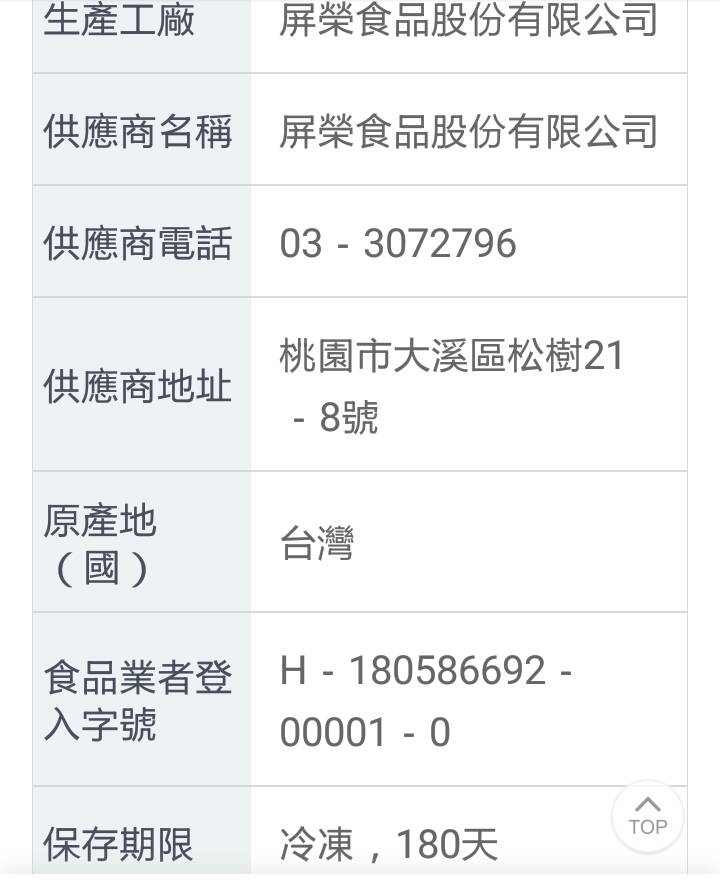 生產工廠 屏榮食品股份有限公司
供應商名稱 屏榮食品股份有限公司
供應商電話 03 - 3072796
供應商地址 桃園市大溪區松樹21
- 8號
原產地
（國） 台灣
食品業者登 H - 180586692 -
入字號 00001 - 0
TOP
保存期限 冷凍，180天